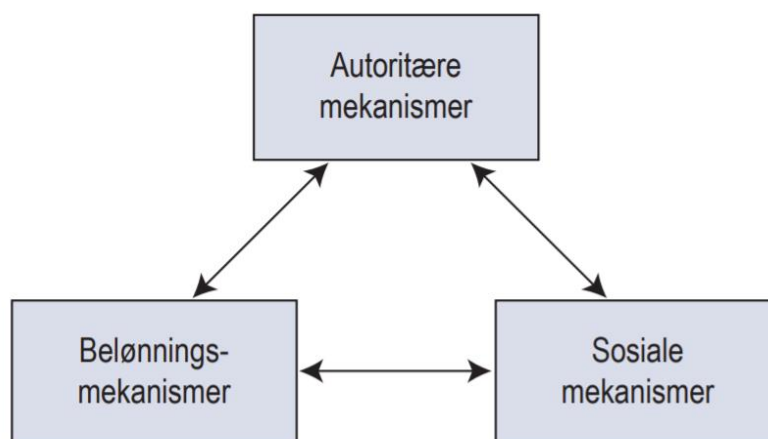 Autoritære
mekanismer
Belønnings-
mekanismer
Sosiale
mekanismer